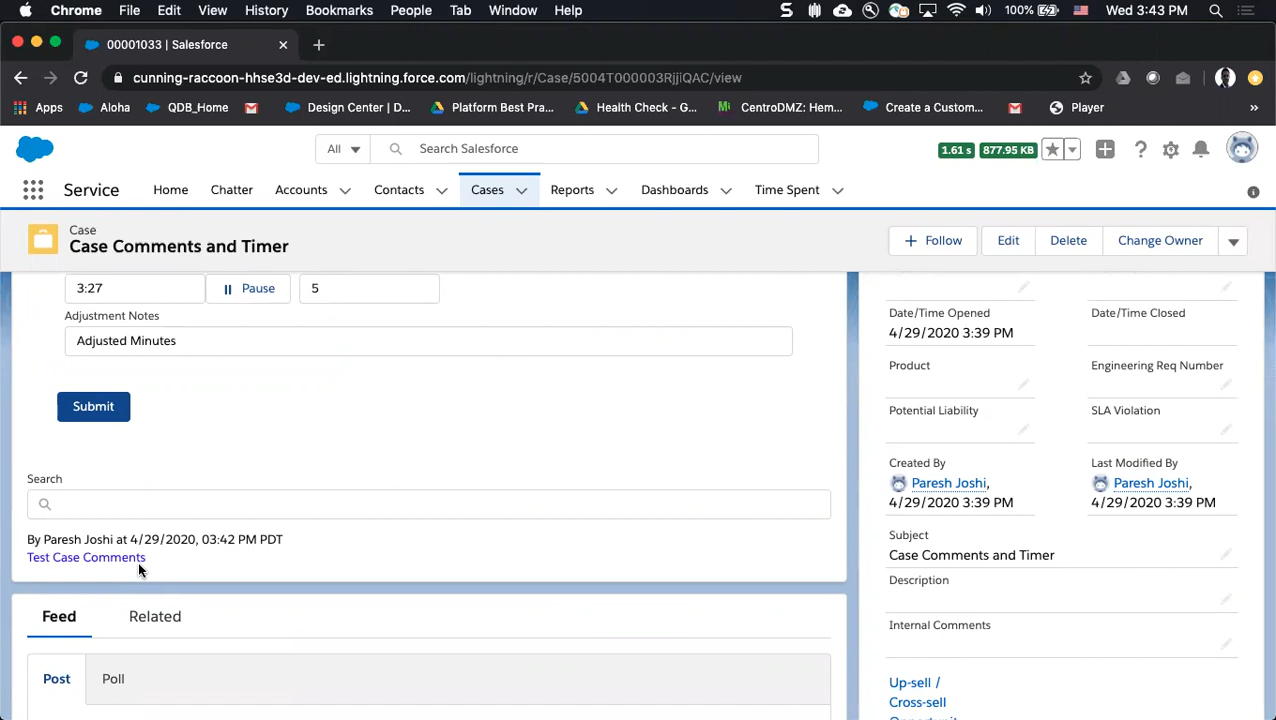 Chrome File Edit View History Bookmarks People Tab Window Help 100% Wed 3:43 PM
00001033 | Salesforce
cunning-raccoon-hhse3d-dev-ed.lightning.force.com/lightning/r/Case/5004T000003RjjiQAC/view
Apps Aloha QDB_Home Design Center | D... Platform Best Pra... Health Check - G... CentroDMZ: Hem... Create a Custom... Player »
All Search Salesforce 1.61 s 877.95 KB
Service Home Chatter Accounts Contacts Cases Reports Dashboards Time Spent
Case
Case Comments and Timer
Follow Edit Delete Change Owner
3:27 Pause 5
Adjustment Notes
Adjusted Minutes
Submit
Search
By Paresh Joshi at 4/29/2020, 03:42 PM PDT
Test Case Comments
Feed Related
Post Poll
Date/Time Opened Date/Time Closed
4/29/2020 3:39 PM
Product Engineering Req Number
Potential Liability SLA Violation
Created By Last Modified By
Paresh Joshi, Paresh Joshi,
4/29/2020 3:39 PM 4/29/2020 3:39 PM
Subject
Case Comments and Timer
Description
Internal Comments
Up-sell /
Cross-sell